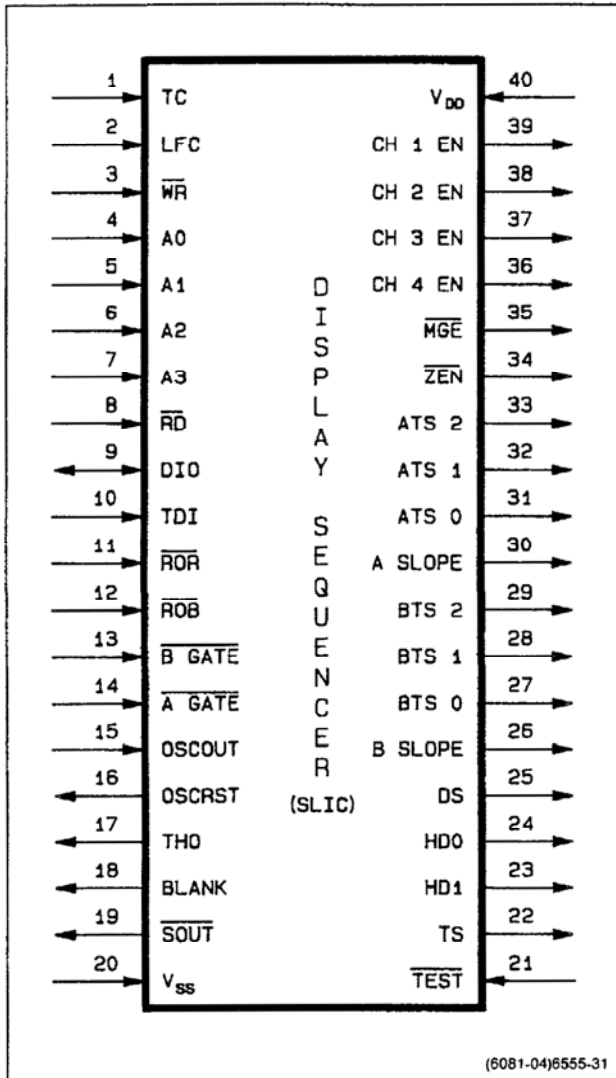 1 TC VDD 40
2 LFC CH 1 EN 39
3 WR CH 2 EN 38
4 A0 CH 3 EN 37
5 A1 CH 4 EN 36
6 A2 MGE 35
7 A3 ZEN 34
8 RD ATS 2 33
9 DIO ATS 1 32
10 TDI ATS 0 31
11 ROR A SLOPE 30
12 ROB BTS 2 29
13 B GATE BTS 1 28
14 A GATE BTS 0 27
15 OSCOUT B SLOPE 26
16 OSCRST DS 25
17 THO HD0 24
18 BLANK HD1 23
19 SOUT TS 22
20 VSS TEST 21
DISPLAY SEQUENCER
(SLIC)
(6081-04)6555-31